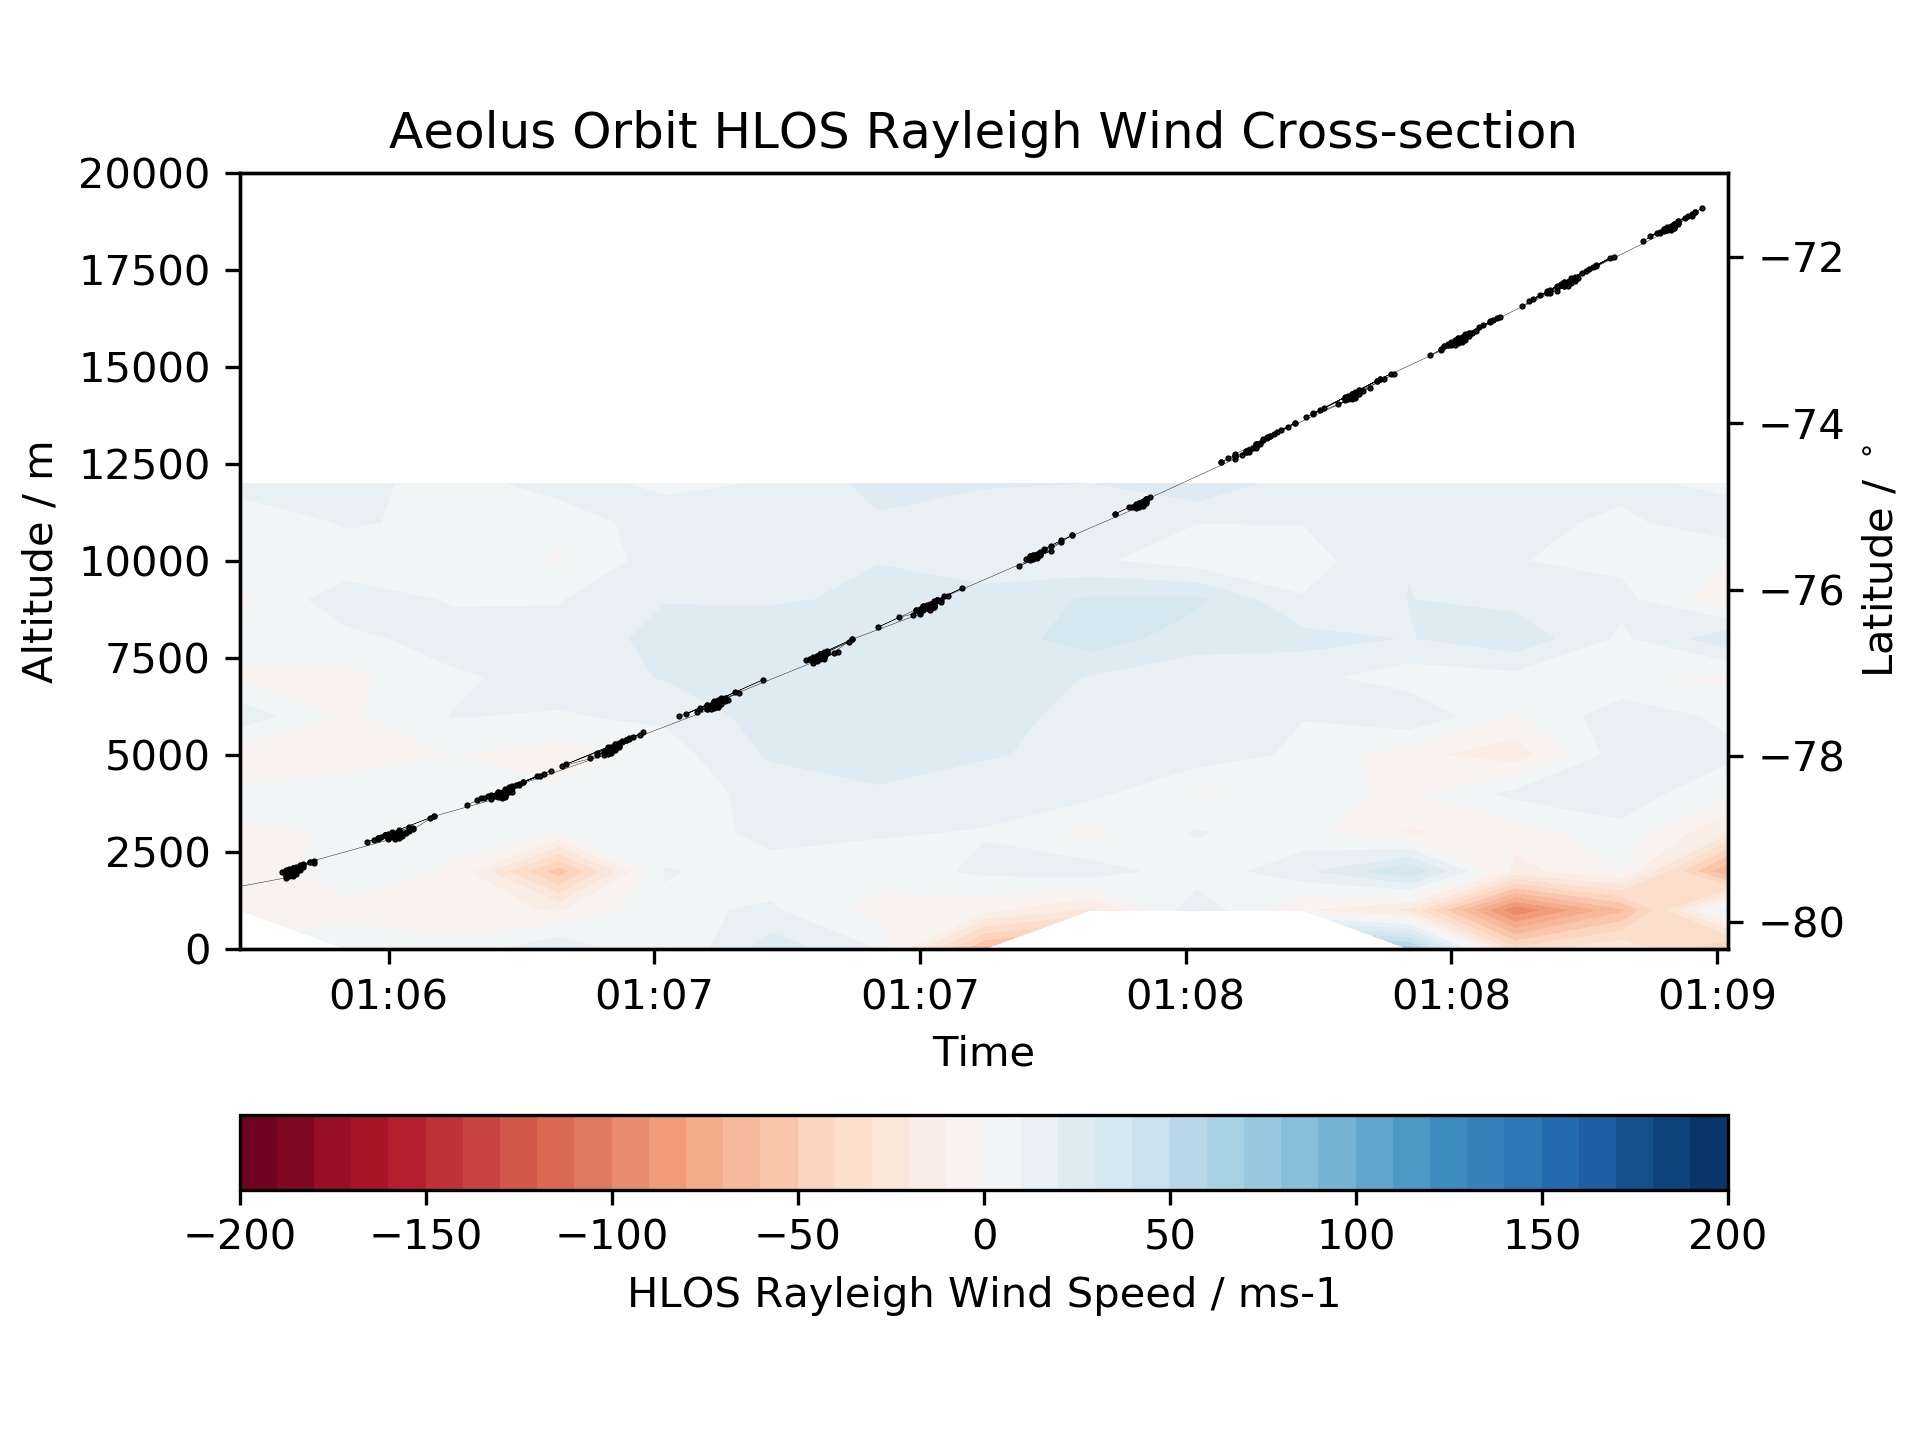 Aeolus Orbit HLOS Rayleigh Wind Cross-section
20000
17500
15000
12500
10000
7500
5000
2500
0
Altitude / m
−72
−74
−76
−78
−80
Latitude / °
01:06 01:07 01:07 01:08 01:08 01:09
Time
−200 −150 −100 −50 0 50 100 150 200
HLOS Rayleigh Wind Speed / ms-1